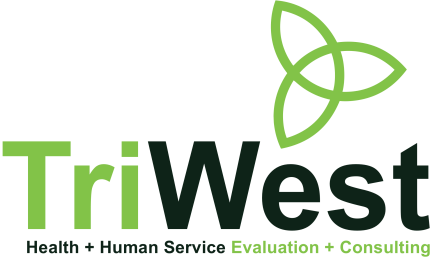 TriWest
Health + Human Service Evaluation + Consulting